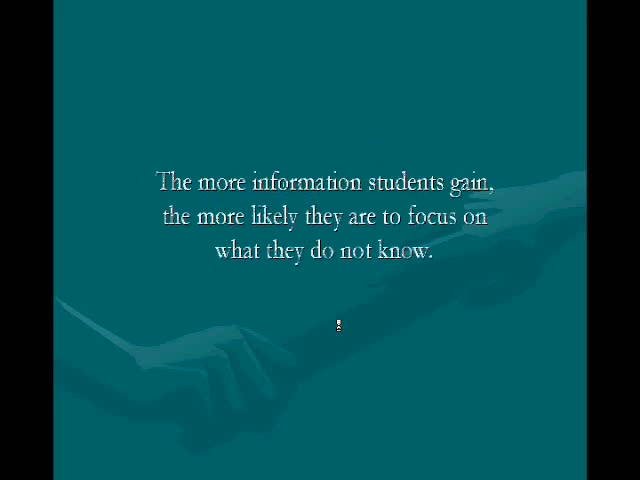 The more information students gain,
the more likely they are to focus on
what they do not know.